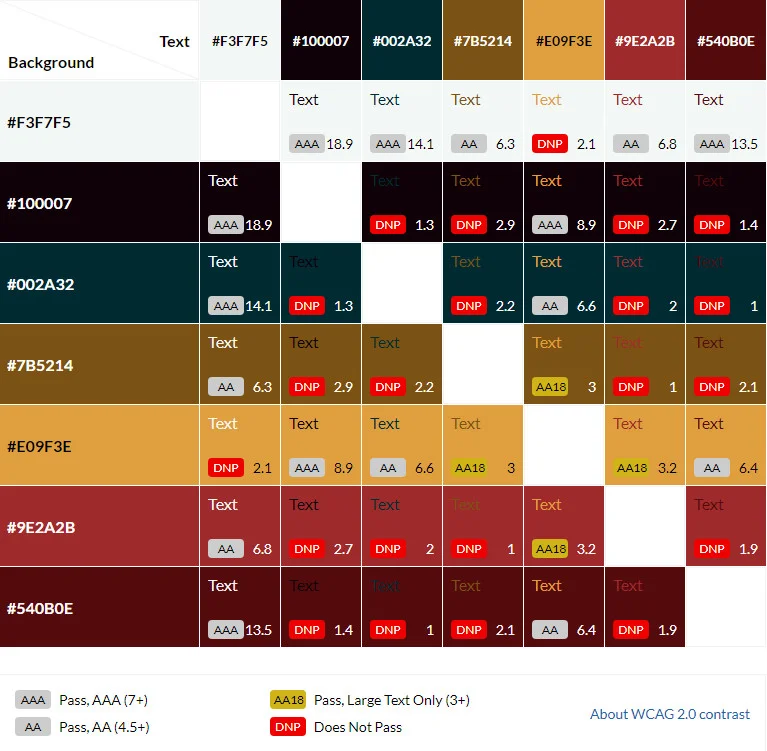 Text #F3F7F5 #100007 #002A32 #7B5214 #E09F3E #9E2A2B #540B0E
Background
#F3F7F5 Text Text Text Text Text Text
AAA 18.9 AAA 14.1 AA 6.3 DNP 2.1 AA 6.8 AAA 13.5
#100007 Text Text Text Text Text Text
AAA 18.9 DNP 1.3 DNP 2.9 AAA 8.9 DNP 2.7 DNP 1.4
#002A32 Text Text Text Text Text Text
AAA 14.1 DNP 1.3 DNP 2.2 AA 6.6 DNP 2 DNP 1
#7B5214 Text Text Text Text Text Text
AA 6.3 DNP 2.9 DNP 2.2 AA18 3 DNP 1 DNP 2.1
#E09F3E Text Text Text Text Text Text
DNP 2.1 AAA 8.9 AA 6.6 AA18 3 AA18 3.2 AA 6.4
#9E2A2B Text Text Text Text Text Text
AA 6.8 DNP 2.7 DNP 2 DNP 1 AA18 3.2 DNP 1.9
#540B0E Text Text Text Text Text Text
AAA 13.5 DNP 1.4 DNP 1 DNP 2.1 AA 6.4 DNP 1.9
AAA Pass, AAA (7+) AA18 Pass, Large Text Only (3+)
About WCAG 2.0 contrast
AA Pass, AA (4.5+) DNP Does Not Pass